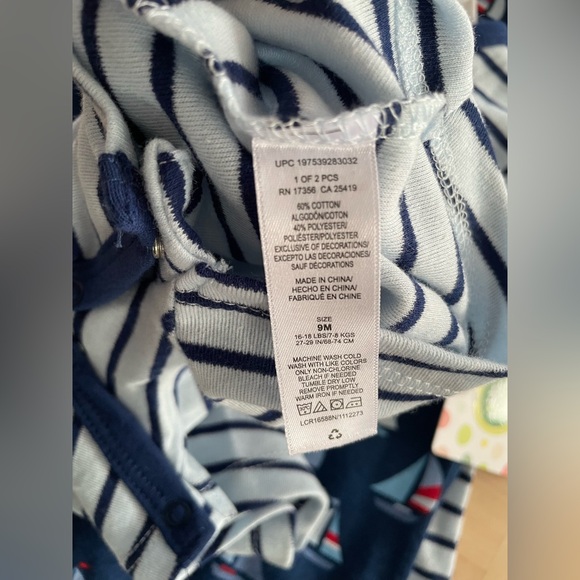 UPC 197539283032
1 OF 2 PCS
RN 17356 CA 25419
60% COTTON/
ALGODÓN/COTON
40% POLYESTER/
POLIÉSTER/POLYESTER
EXCLUSIVE OF DECORATIONS/
EXCEPTO LAS DECORACIONES/
SAUF DÉCORATIONS
MADE IN CHINA/
HECHO EN CHINA/
FABRIQUÉ EN CHINE
SIZE
9M
16-18 LBS/7-8 KGS
27-29 IN/68-74 CM
MACHINE WASH COLD
WASH WITH LIKE COLORS
ONLY NON-CHLORINE
BLEACH IF NEEDED
TUMBLE DRY LOW
REMOVE PROMPTLY
WARM IRON IF NEEDED
LCR16588N/1112273